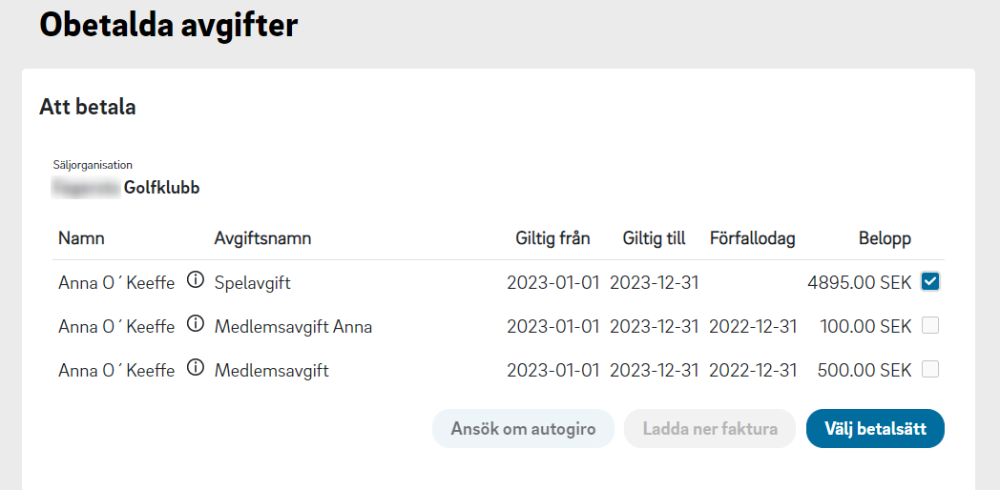 Obetalda avgifter
Att betala
Säljorganisation
Golfklubb
Namn Avgiftsnamn Giltig från Giltig till Förfallodag Belopp
Anna O´Keeffe Spelavgift 2023-01-01 2023-12-31 4895.00 SEK
Anna O´Keeffe Medlemsavgift Anna 2023-01-01 2023-12-31 2022-12-31 100.00 SEK
Anna O´Keeffe Medlemsavgift 2023-01-01 2023-12-31 2022-12-31 500.00 SEK
Ansök om autogiro Ladda ner faktura Välj betalsätt